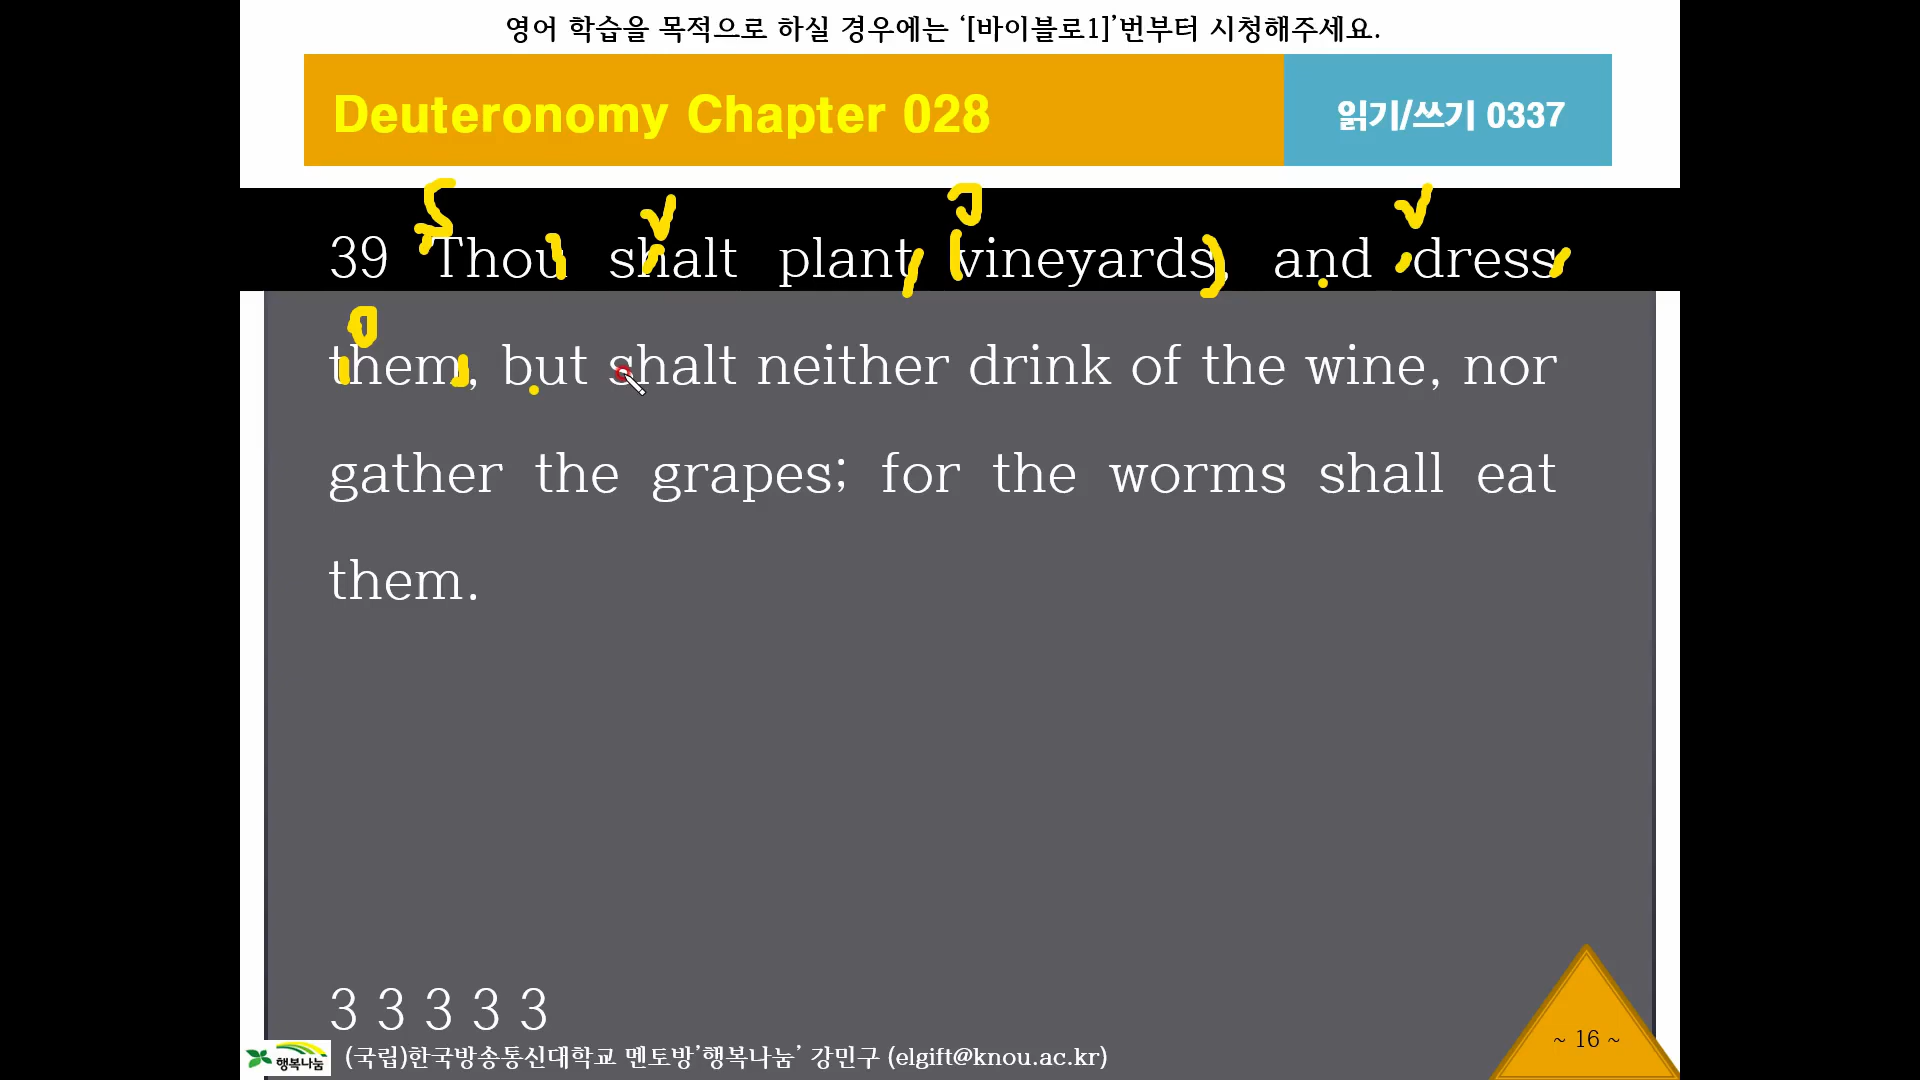 영어 학습을 목적으로 하실 경우에는 ‘[바이블로1]’번부터 시청해주세요.
Deuteronomy Chapter 028
읽기/쓰기 0337
39 Thou shalt plant vineyards, and dress
them, but shalt neither drink of the wine, nor
gather the grapes; for the worms shall eat
them.
3 3 3 3 3
~ 16 ~
행복나눔
(국립)한국방송통신대학교 멘토방’행복나눔’ 강민구 (elgift@knou.ac.kr)